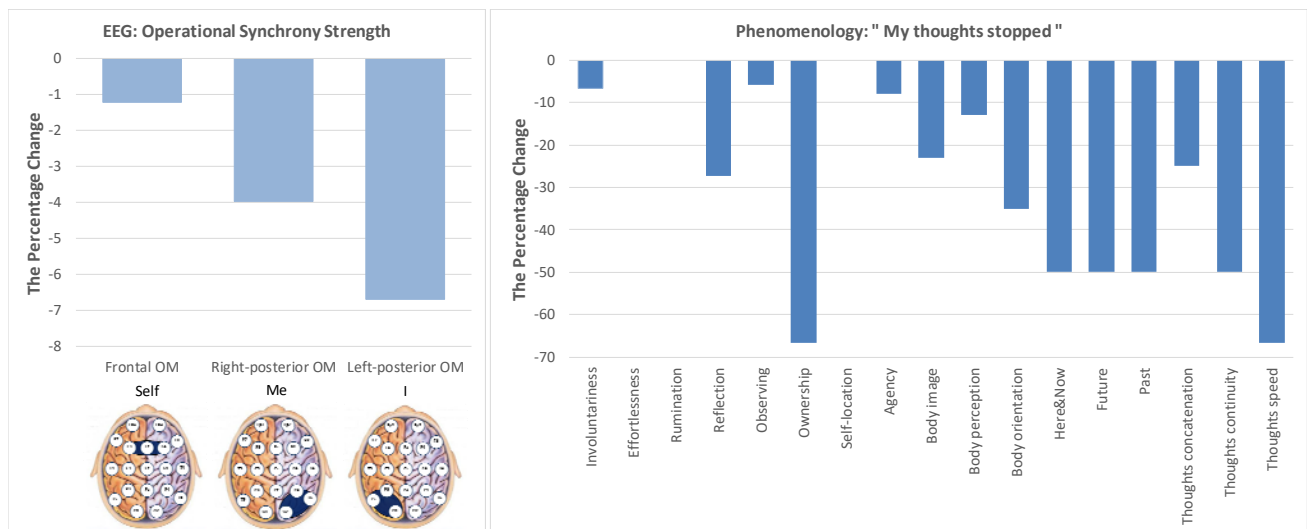 EEG: Operational Synchrony Strength
The Percentage Change
0
-1
-2
-3
-4
-5
-6
-7
-8
Frontal OM Right-posterior OM Left-posterior OM
Self Me I
Phenomenology: " My thoughts stopped "
The Percentage Change
0
-10
-20
-30
-40
-50
-60
-70
Involuntariness
Effortlessness
Rumination
Reflection
Observing
Ownership
Self-location
Agency
Body image
Body perception
Body orientation
Here&Now
Future
Past
Thoughts concatenation
Thoughts continuity
Thoughts speed